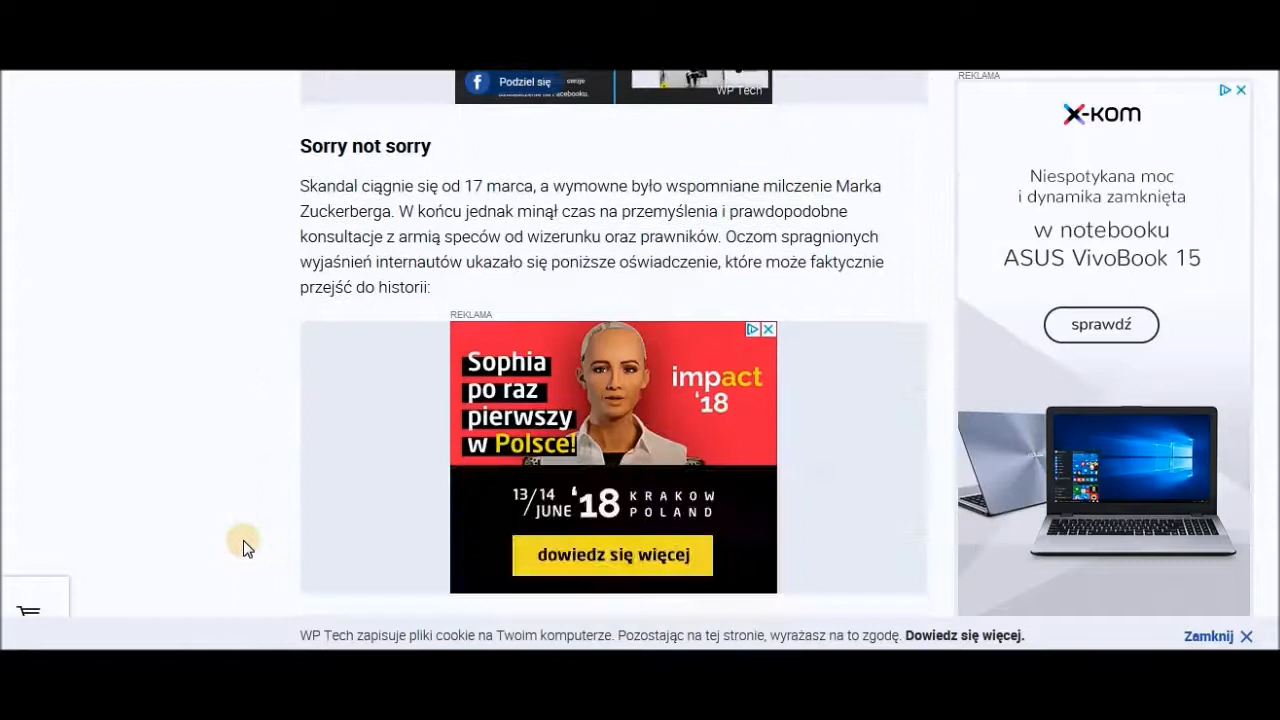 Podziel się
swoje
acebooku.
WP Tech
REKLAMA
Sorry not sorry
Skandal ciągnie się od 17 marca, a wymowne było wspomniane milczenie Marka
Zuckerberga. W końcu jednak minął czas na przemyślenia i prawdopodobne
konsultacje z armią speców od wizerunku oraz prawników. Oczom spragnionych
wyjaśnień internautów ukazało się poniższe oświadczenie, które może faktycznie
przejść do historii:
REKLAMA
Sophia
po raz
pierwszy
w Polsce!
impact
'18
13/14
JUNE
'18
KRAKOW
POLAND
dowiedz się więcej
X-KOM
Niespotykana moc
i dynamika zamknięta
w notebooku
ASUS VivoBook 15
sprawdź
WP Tech zapisuje pliki cookie na Twoim komputerze. Pozostając na tej stronie, wyrażasz na to zgodę. Dowiedz się więcej.
Zamknij